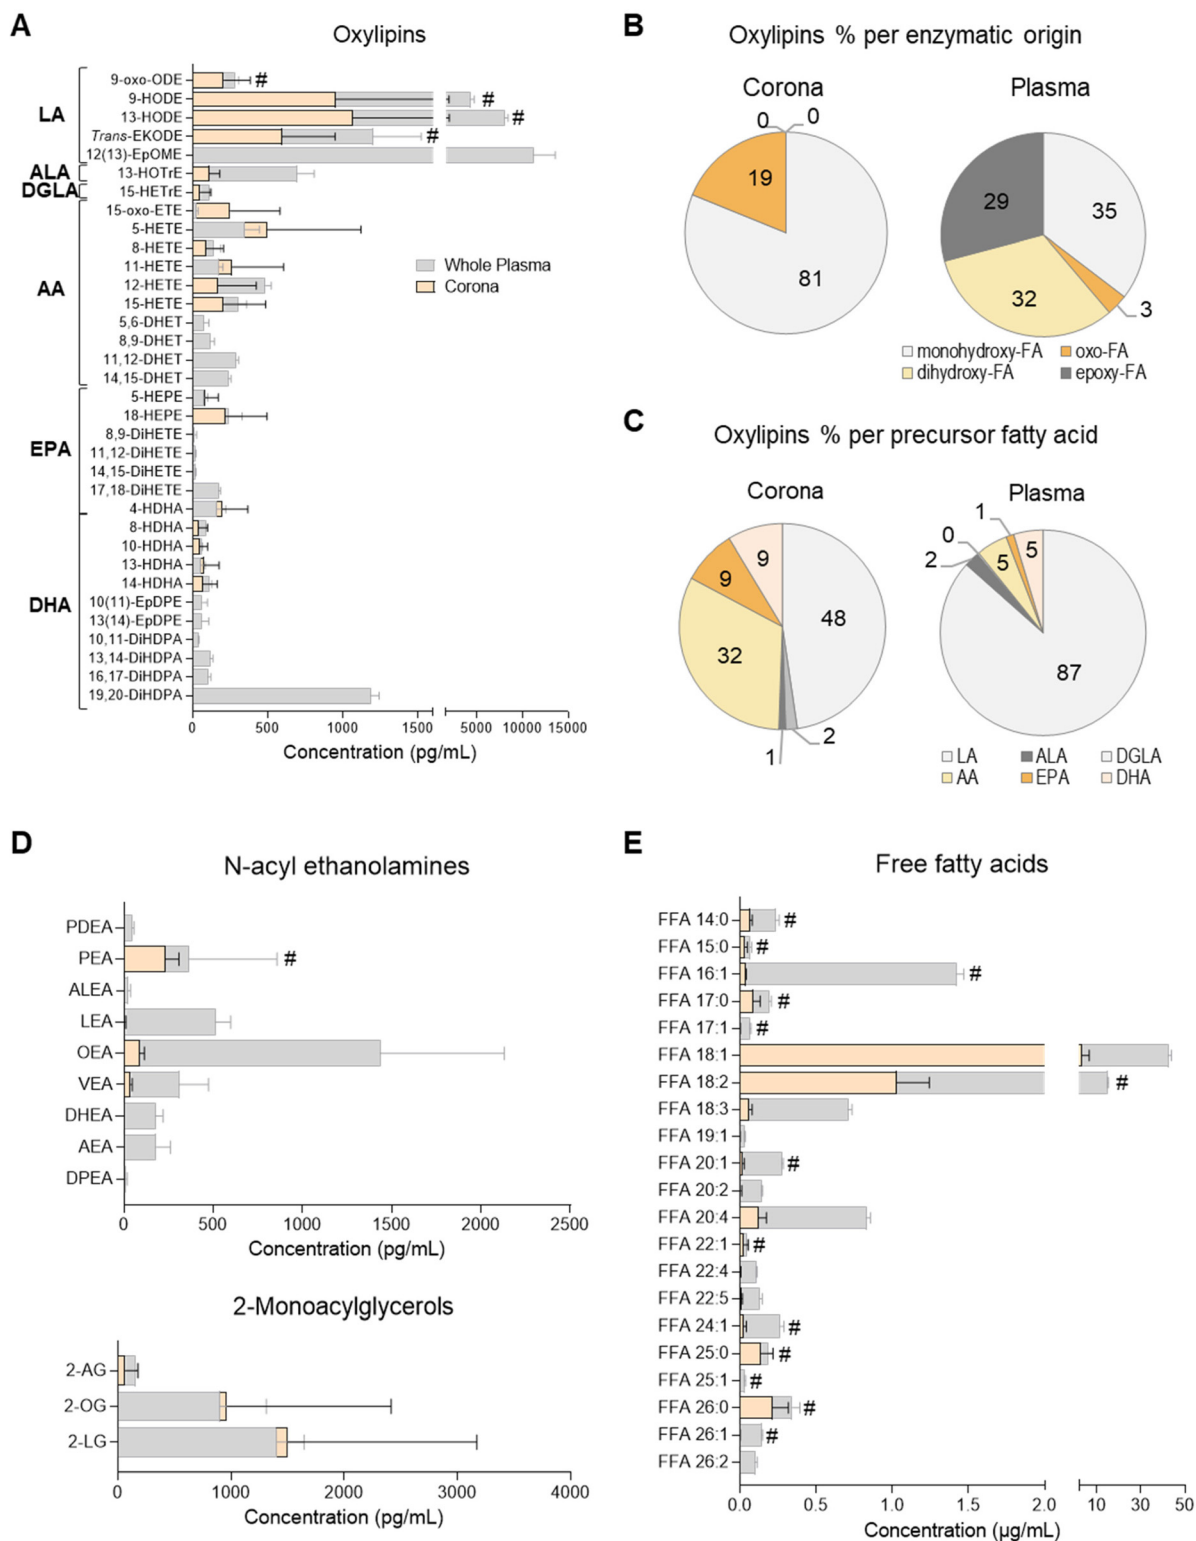 A
Oxylipins
LA
9-oxo-ODE
#
9-HODE
#
13-HODE
#
Trans-EKODE
#
12(13)-EpOME
ALA
13-HOTrE
DGLA
15-HETrE
AA
15-oxo-ETE
5-HETE
8-HETE
11-HETE
12-HETE
15-HETE
5,6-DHET
8,9-DHET
11,12-DHET
14,15-DHET
Whole Plasma
Corona
EPA
5-HEPE
18-HEPE
8,9-DiHETE
11,12-DiHETE
14,15-DiHETE
17,18-DiHETE
4-HDHA
DHA
8-HDHA
10-HDHA
13-HDHA
14-HDHA
10(11)-EpDPE
13(14)-EpDPE
10,11-DiHDPA
13,14-DiHDPA
16,17-DiHDPA
19,20-DiHDPA
0 500 1000 1500 5000 10000 15000
Concentration (pg/mL)
B
Oxylipins % per enzymatic origin
Corona
0 0
19
81
Plasma
29
35
32
3
monohydroxy-FA oxo-FA
dihydroxy-FA epoxy-FA
C
Oxylipins % per precursor fatty acid
Corona
9
9
48
32
2
1
Plasma
1
0
2
5
5
87
LA ALA DGLA
AA EPA DHA
D
N-acyl ethanolamines
PDEA
PEA
#
ALEA
LEA
OEA
VEA
DHEA
AEA
DPEA
0 500 1000 1500 2000 2500
Concentration (pg/mL)
2-Monoacylglycerols
2-AG
2-OG
2-LG
0 1000 2000 3000 4000
Concentration (pg/mL)
E
Free fatty acids
FFA 14:0 #
FFA 15:0 #
FFA 16:1 #
FFA 17:0 #
FFA 17:1 #
FFA 18:1
FFA 18:2 #
FFA 18:3
FFA 19:1
FFA 20:1 #
FFA 20:2
FFA 20:4
FFA 22:1 #
FFA 22:4
FFA 22:5
FFA 24:1 #
FFA 25:0 #
FFA 25:1 #
FFA 26:0 #
FFA 26:1 #
FFA 26:2
0.0 0.5 1.0 1.5 2.0 10 30 50
Concentration (µg/mL)